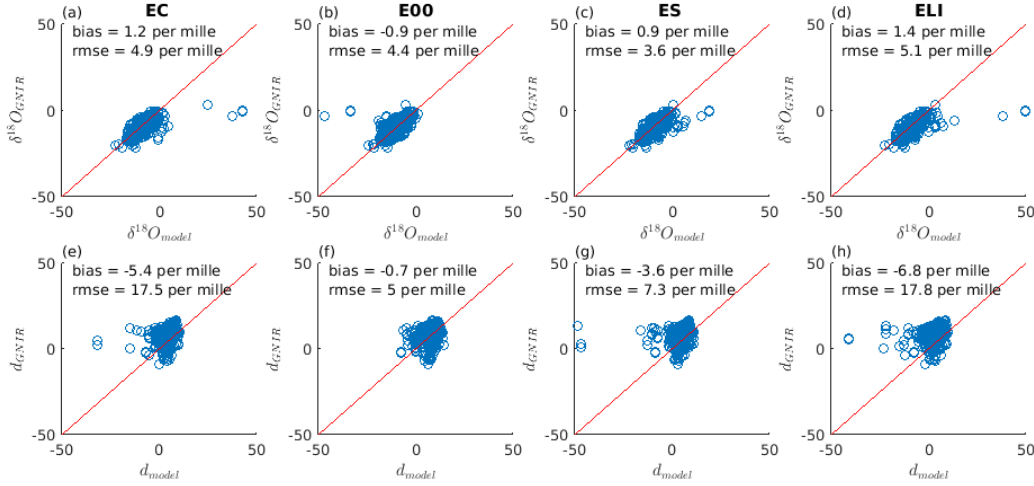 EC E00 ES ELI
(a) (b) (c) (d)
bias = 1.2 per mille bias = -0.9 per mille bias = 0.9 per mille bias = 1.4 per mille
rmse = 4.9 per mille rmse = 4.4 per mille rmse = 3.6 per mille rmse = 5.1 per mille
50 50 50 50
0 0 0 0
-50 -50 -50 -50
δ¹⁸O_GNIR δ¹⁸O_GNIR δ¹⁸O_GNIR δ¹⁸O_GNIR
-50 0 50 -50 0 50 -50 0 50 -50 0 50
δ¹⁸O_model δ¹⁸O_model δ¹⁸O_model δ¹⁸O_model
(e) (f) (g) (h)
bias = -5.4 per mille bias = -0.7 per mille bias = -3.6 per mille bias = -6.8 per mille
rmse = 17.5 per mille rmse = 5 per mille rmse = 7.3 per mille rmse = 17.8 per mille
50 50 50 50
0 0 0 0
-50 -50 -50 -50
d_GNIR d_GNIR d_GNIR d_GNIR
-50 0 50 -50 0 50 -50 0 50 -50 0 50
d_model d_model d_model d_model